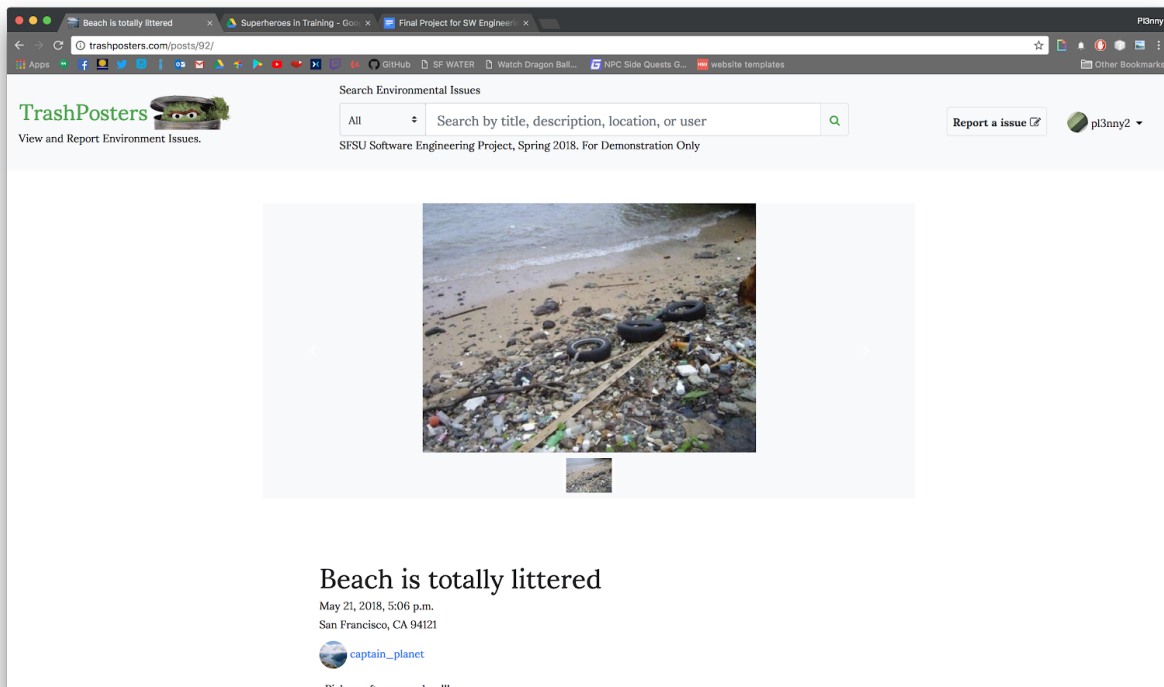 Beach is totally littered
Superheroes in Training - Goo
Final Project for SW Engineerin
Pl3nny
trashposters.com/posts/92/
Apps
GitHub
SF WATER
Watch Dragon Ball...
NPC Side Quests G...
website templates
Other Bookmarks
TrashPosters
View and Report Environment Issues.
Search Environmental Issues
All
Search by title, description, location, or user
SFSU Software Engineering Project, Spring 2018. For Demonstration Only
Report a issue
pl3nny2
Beach is totally littered
May 21, 2018, 5:06 p.m.
San Francisco, CA 94121
captain_planet